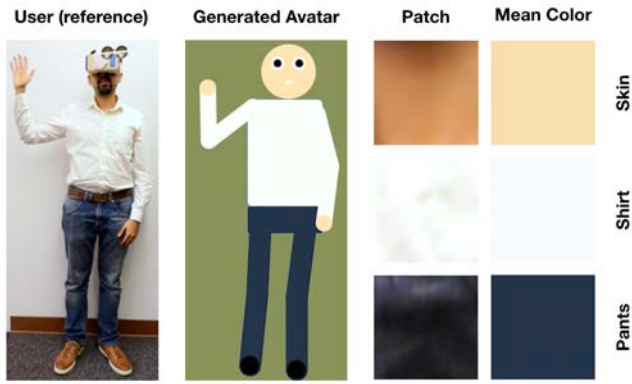 User (reference)
Generated Avatar
Patch
Mean Color
Skin
Shirt
Pants